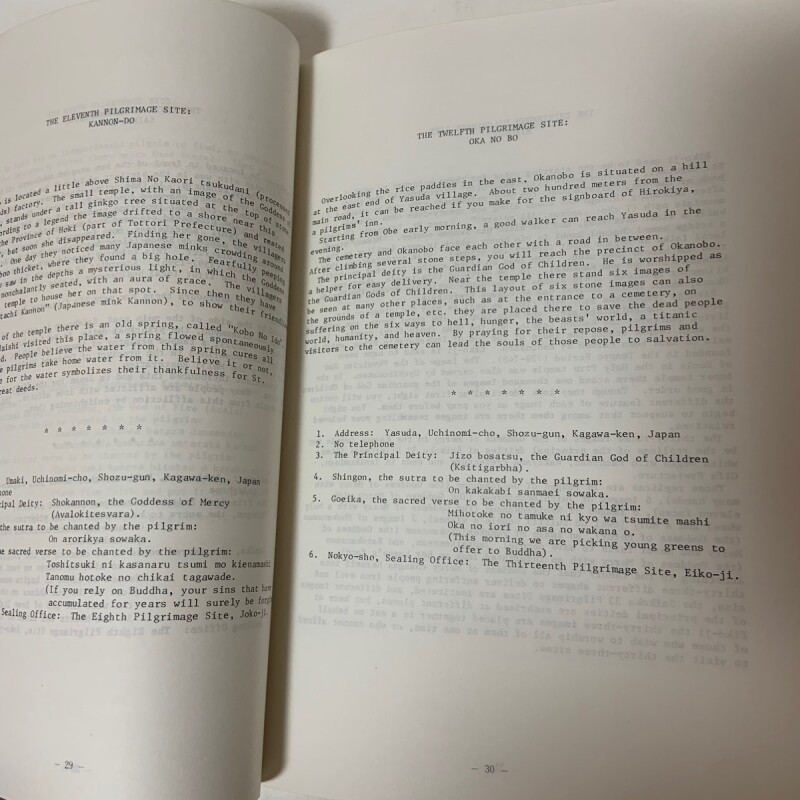 THE ELEVENTH PILGRIMAGE SITE:
KANNON-DO
is located a little above Shima No Kaori tsukudani (processed
factory. The small temple, with an image of the Goddess
stands under a tall ginkgo tree situated at the top of stone
to a legend the image drifted to a shore near this
the Province of Hoki (part of Tottori Prefecture) and rested
but soon she disappeared. Finding her gone, the villagers
One day they noticed many Japanese minks crowding around
thicket, where they found a big hole. Fearfully peeping
saw in the depths a mysterious light, in which the Goddess
nonchalantly seated, with an aura of grace. The villagers
temple to house her on that spot. Since then they have
Kannon" (Japanese mink Kannon), to show their friendly
of the temple there is an old spring, called "Kobo No Ido".
visited this place, a spring flowed spontaneously
People believe the water from this spring cures all
pilgrims take home water from it. Believe it or not,
for the water symbolizes their thankfulness for St.
deeds.
* * * * * * *
Umaki, Uchinomi-cho, Shozu-gun, Kagawa-ken, Japan
Deity: Shokannon, the Goddess of Mercy
(Avalokitesvara).
the sutra to be chanted by the pilgrim:
On arorikya sowaka.
sacred verse to be chanted by the pilgrim:
Toshitsuki ni kasanaru tsumi mo kienamashi
Tanomu hotoke no chikai tagawade.
(If you rely on Buddha, your sins that have
accumulated for years will surely be
Sealing Office: The Eighth Pilgrimage Site, Joko-ji.
- 29 -
THE TWELFTH PILGRIMAGE SITE:
OKA NO BO
Overlooking the rice paddies in the east, Okanobo is situated on a hill
at the east end of Yasuda village. About two hundred meters from the
main road, it can be reached if you make for the signboard of Hirokiya,
a pilgrims' inn.
Starting from Obe early morning, a good walker can reach Yasuda in the
evening.
The cemetery and Okanobo face each other with a road in between.
After climbing several stone steps, you will reach the precinct of Okanobo.
The principal deity is the Guardian God of Children. He is worshipped as
a helper for easy delivery. Near the temple there stand six images of
the Guardian Gods of Children. This layout of six stone images can also
be seen at many other places, such as at the entrance to a cemetery, on
the grounds of a temple, etc. they are placed there to save the dead people
suffering on the six ways to hell, hunger, the beasts' world, a titanic
world, humanity, and heaven. By praying for their repose, pilgrims and
visitors to the cemetery can lead the souls of those people to salvation.
* * * * * * *
1. Address: Yasuda, Uchinomi-cho, Shozu-gun, Kagawa-ken, Japan
2. No telephone
3. The Principal Deity: Jizo bosatsu, the Guardian God of Children
(Ksitigarbha).
4. Shingon, the sutra to be chanted by the pilgrim:
On kakakabi sanmaei sowaka.
5. Goeika, the sacred verse to be chanted by the pilgrim:
Mihotoke no tamuke ni kyo wa tsumite mashi
Oka no iori no asa no wakana o.
(This morning we are picking young greens to
offer to Buddha).
6. Nokyo-sho, Sealing Office: The Thirteenth Pilgrimage Site, Eiko-ji.
- 30 -